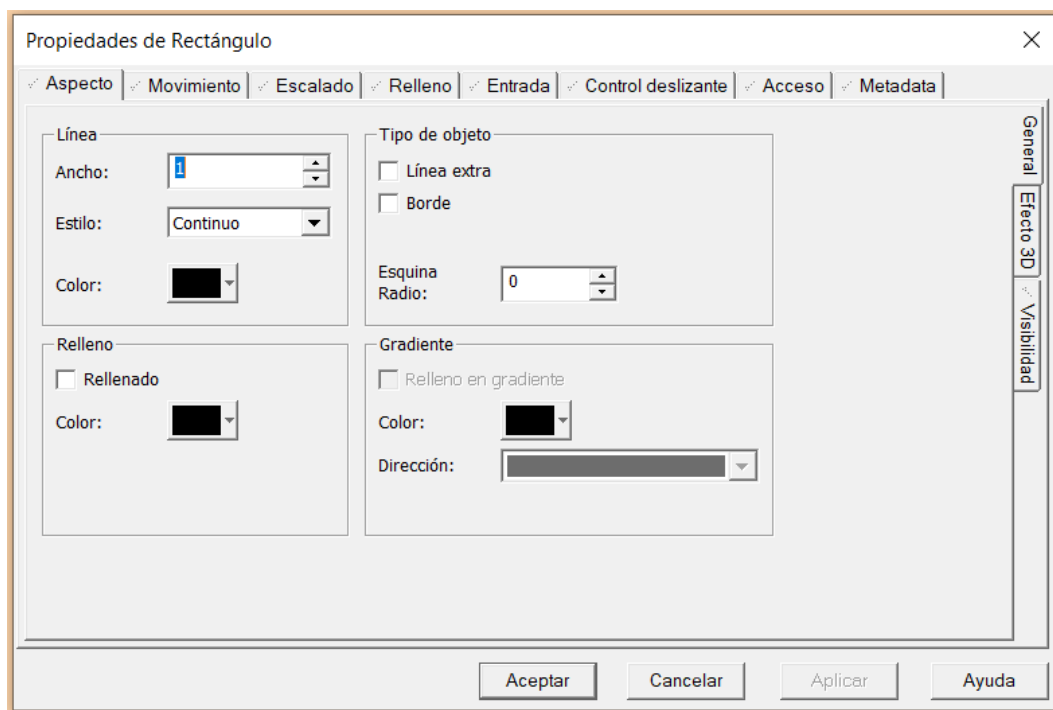 Propiedades de Rectángulo
Aspecto Movimiento Escalado Relleno Entrada Control deslizante Acceso Metadata
General
Efecto 3D
Visibilidad
Línea
Ancho: 1
Estilo: Continuo
Color:
Tipo de objeto
Línea extra
Borde
Esquina
Radio: 0
Relleno
Rellenado
Color:
Gradiente
Relleno en gradiente
Color:
Dirección:
Aceptar Cancelar Aplicar Ayuda